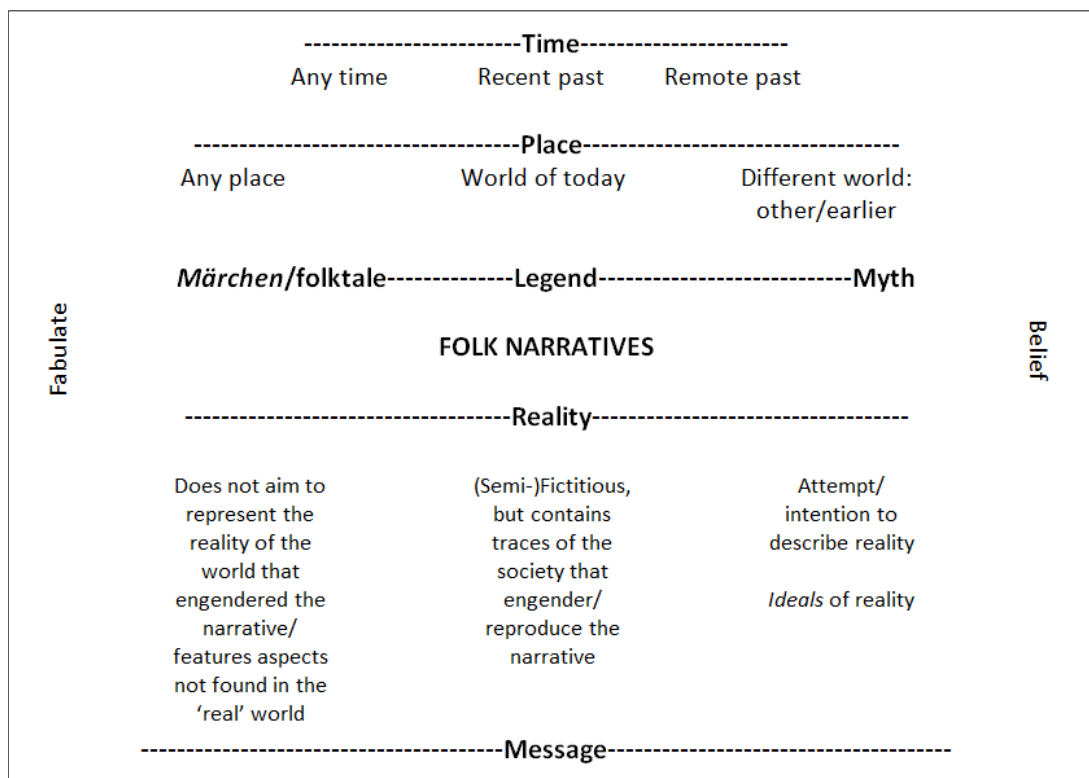 ------------------------Time-----------------------
Any time Recent past Remote past
------------------------------------Place-----------------------------------
Any place World of today Different world:
other/earlier
Märchen/folktale--------------Legend----------------------------Myth
Fabulate
FOLK NARRATIVES
Belief
------------------------------------Reality-----------------------------------
Does not aim to
represent the
reality of the
world that
engendered the
narrative/
features aspects
not found in the
‘real’ world
(Semi-)Fictitious,
but contains
traces of the
society that
engender/
reproduce the
narrative
Attempt/
intention to
describe reality
Ideals of reality
----------------------------------------Message--------------------------------------